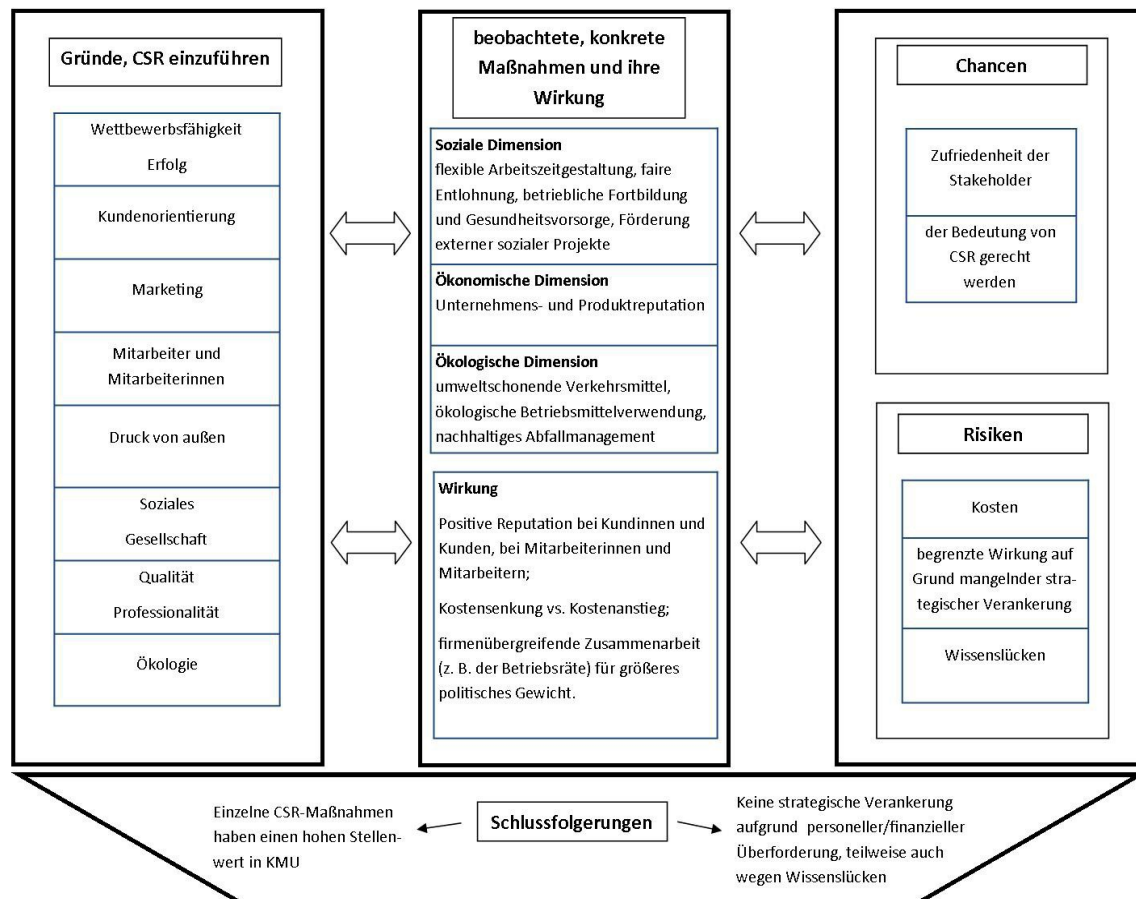 Gründe, CSR einzuführen
Wettbewerbsfähigkeit
Erfolg
Kundenorientierung
Marketing
Mitarbeiter und
Mitarbeiterinnen
Druck von außen
Soziales
Gesellschaft
Qualität
Professionalität
Ökologie
beobachtete, konkrete
Maßnahmen und ihre
Wirkung
Soziale Dimension
flexible Arbeitszeitgestaltung, faire
Entlohnung, betriebliche Fortbildung
und Gesundheitsvorsorge, Förderung
externer sozialer Projekte
Ökonomische Dimension
Unternehmens- und Produktreputation
Ökologische Dimension
umweltschonende Verkehrsmittel,
ökologische Betriebsmittelverwendung,
nachhaltiges Abfallmanagement
Wirkung
Positive Reputation bei Kundinnen und
Kunden, bei Mitarbeiterinnen und
Mitarbeitern;
Kostensenkung vs. Kostenanstieg;
firmenübergreifende Zusammenarbeit
(z. B. der Betriebsräte) für größeres
politisches Gewicht.
Chancen
Zufriedenheit der
Stakeholder
der Bedeutung von
CSR gerecht
werden
Risiken
Kosten
begrenzte Wirkung auf
Grund mangelnder stra-
tegischer Verankerung
Wissenslücken
Einzelne CSR-Maßnahmen
haben einen hohen Stellen-
wert in KMU
Schlussfolgerungen
Keine strategische Verankerung
aufgrund personeller/finanzieller
Überforderung, teilweise auch
wegen Wissenslücken